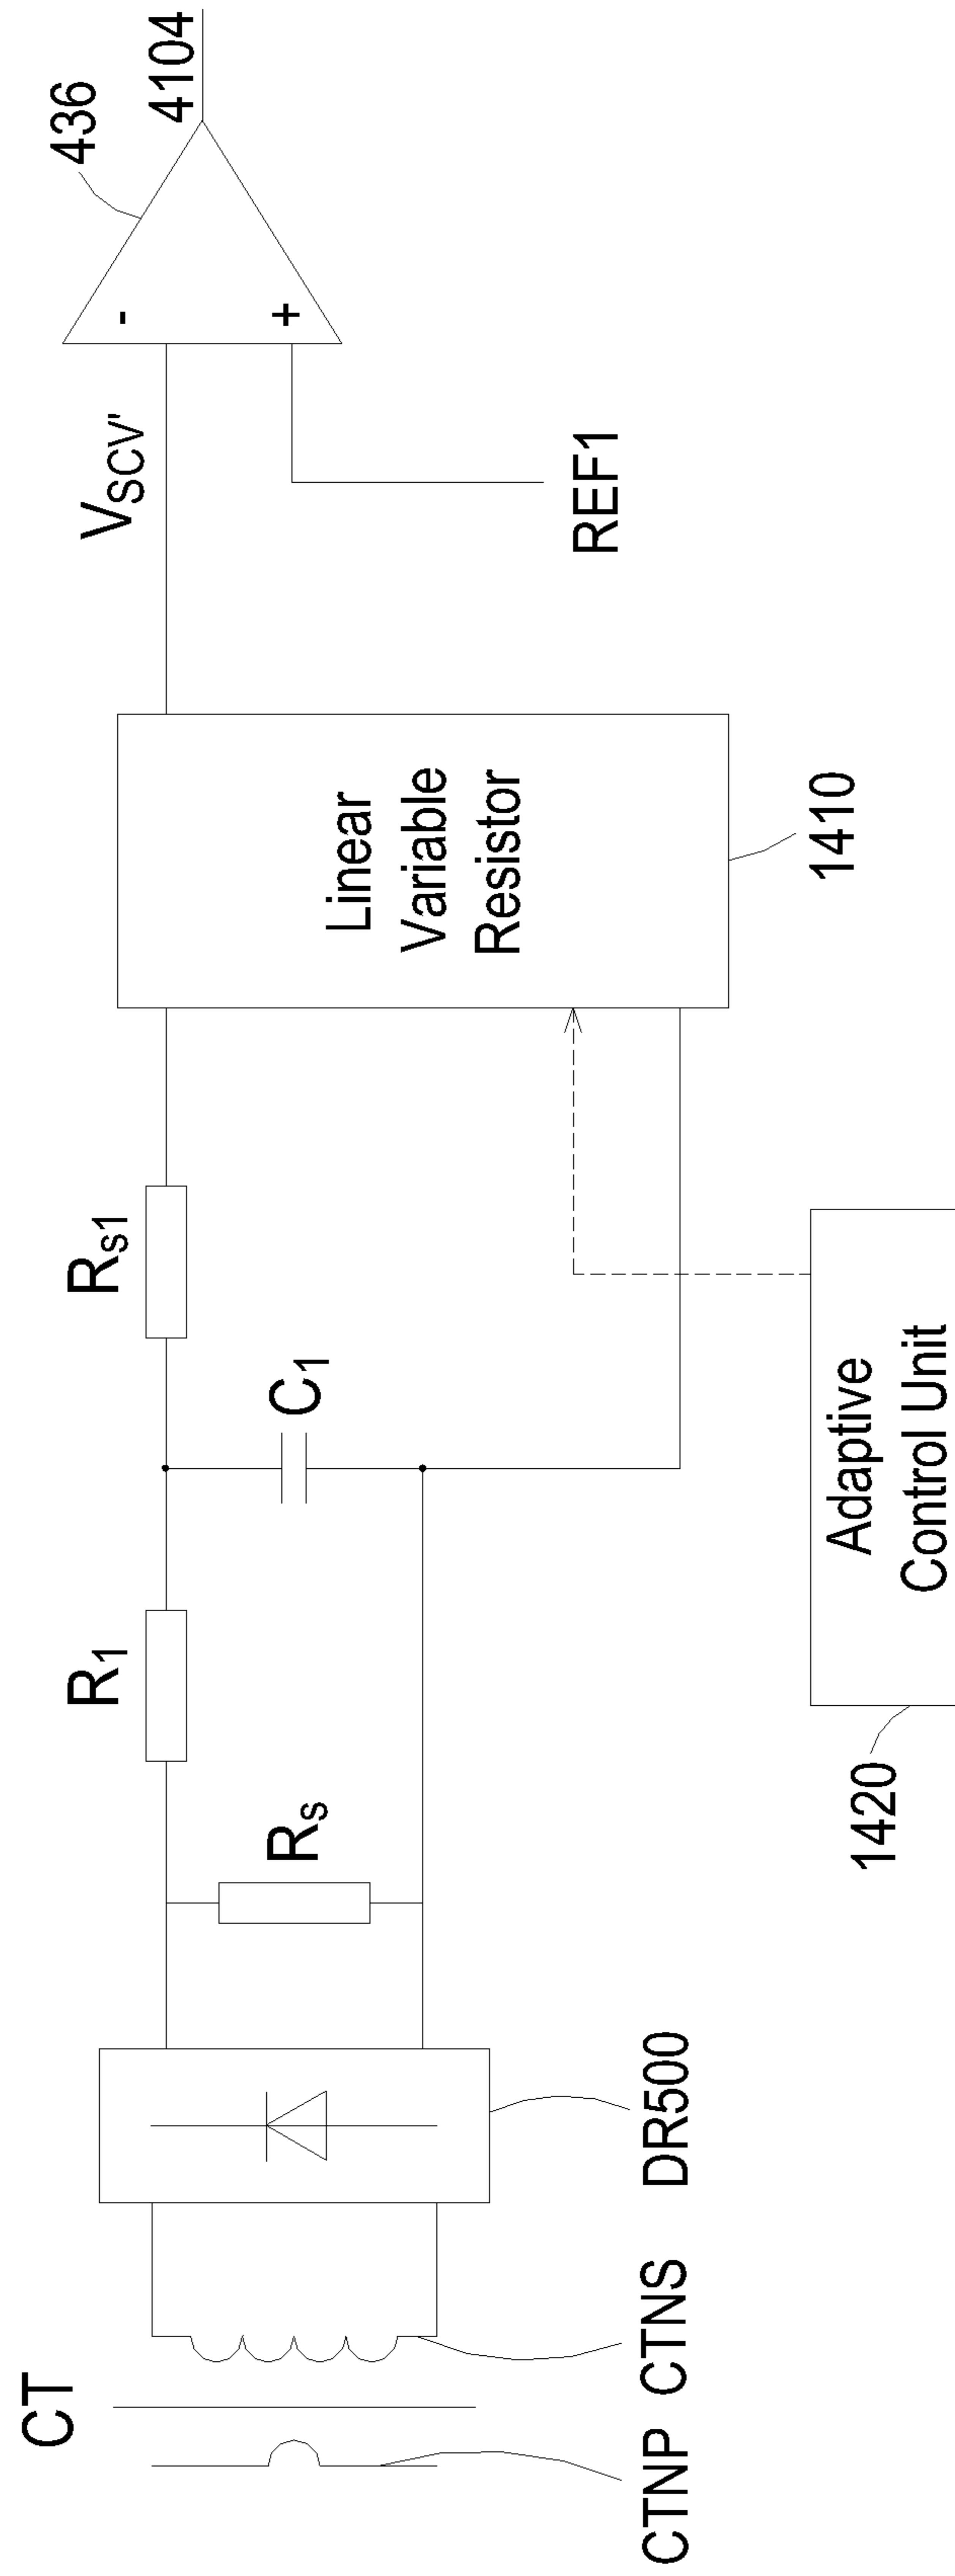 CT
CTNP
CTNS
DR500
Rs
R1
C1
Rs1
Linear
Variable
Resistor
1410
Adaptive
Control Unit
1420
VSCV'
REF1
-
+
436
4104